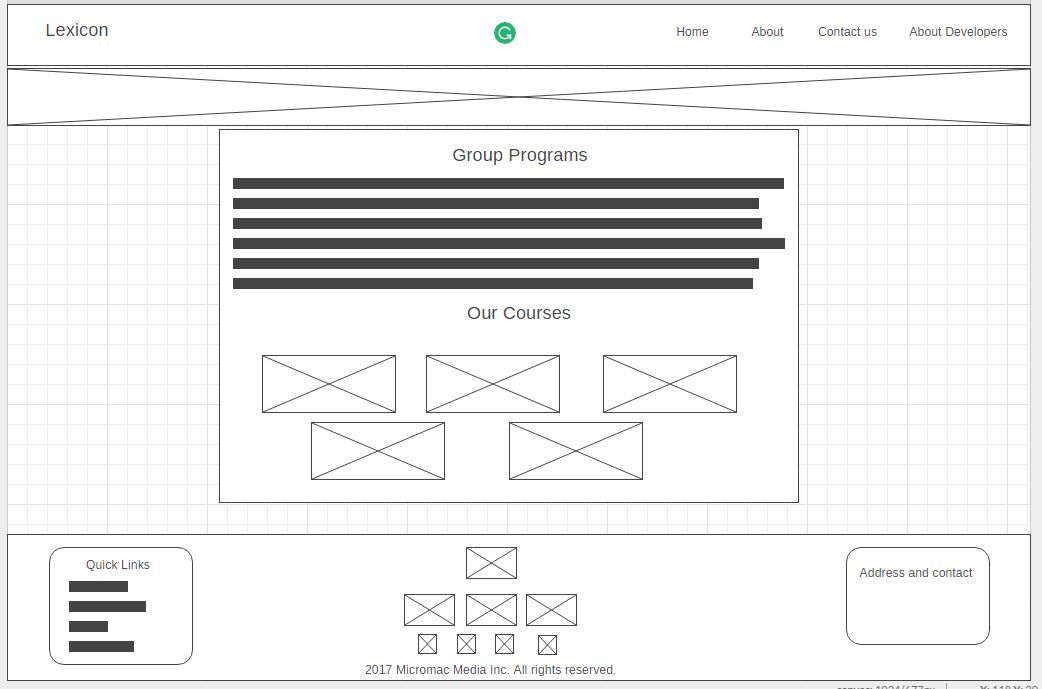 Lexicon
Home About Contact us About Developers
Group Programs
Our Courses
Quick Links
Address and contact
2017 Micromac Media Inc. All rights reserved.